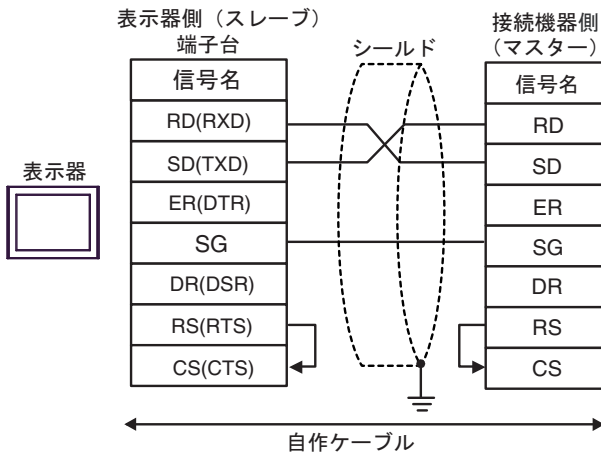 表示器側（スレーブ）
端子台
シールド
接続機器側
（マスター）
表示器
信号名
RD(RXD)
SD(TXD)
ER(DTR)
SG
DR(DSR)
RS(RTS)
CS(CTS)
信号名
RD
SD
ER
SG
DR
RS
CS
自作ケーブル